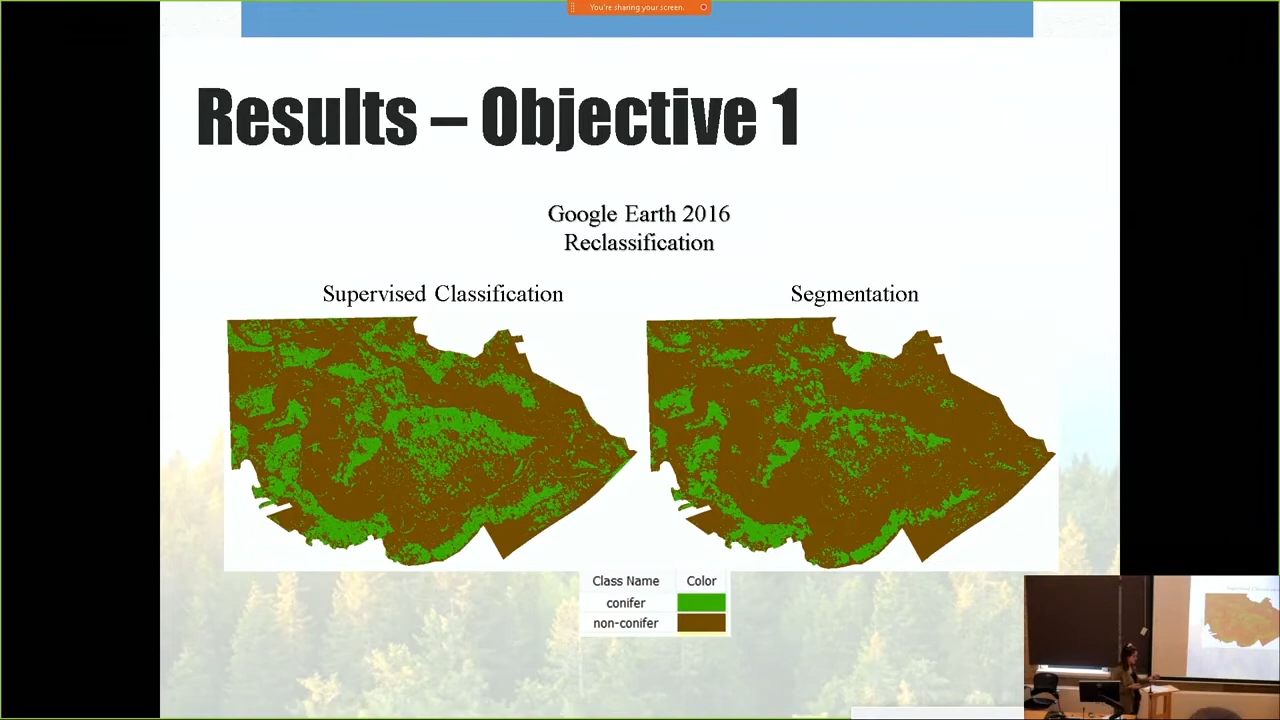 You're sharing your screen.
Results – Objective 1
Google Earth 2016
Reclassification
Supervised Classification
Segmentation
Class Name Color
conifer
non-conifer